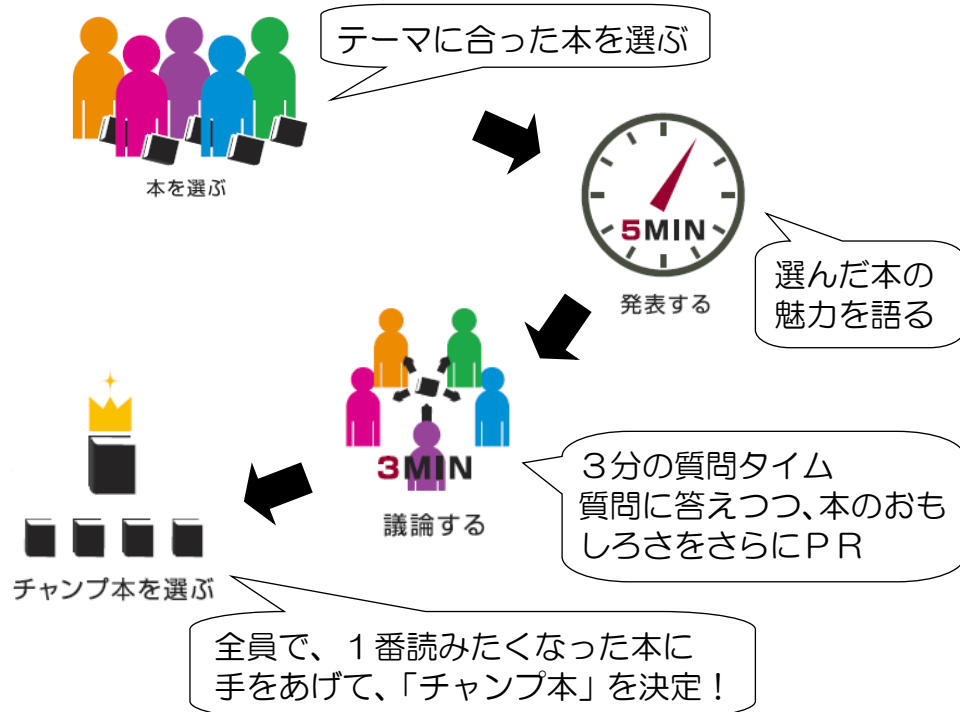 テーマに合った本を選ぶ
本を選ぶ
5MIN
発表する
選んだ本の
魅力を語る
3MIN
議論する
３分の質問タイム
質問に答えつつ、本のおも
しろさをさらにＰＲ
チャンプ本を選ぶ
全員で、１番読みたくなった本に
手をあげて、「チャンプ本」を決定！